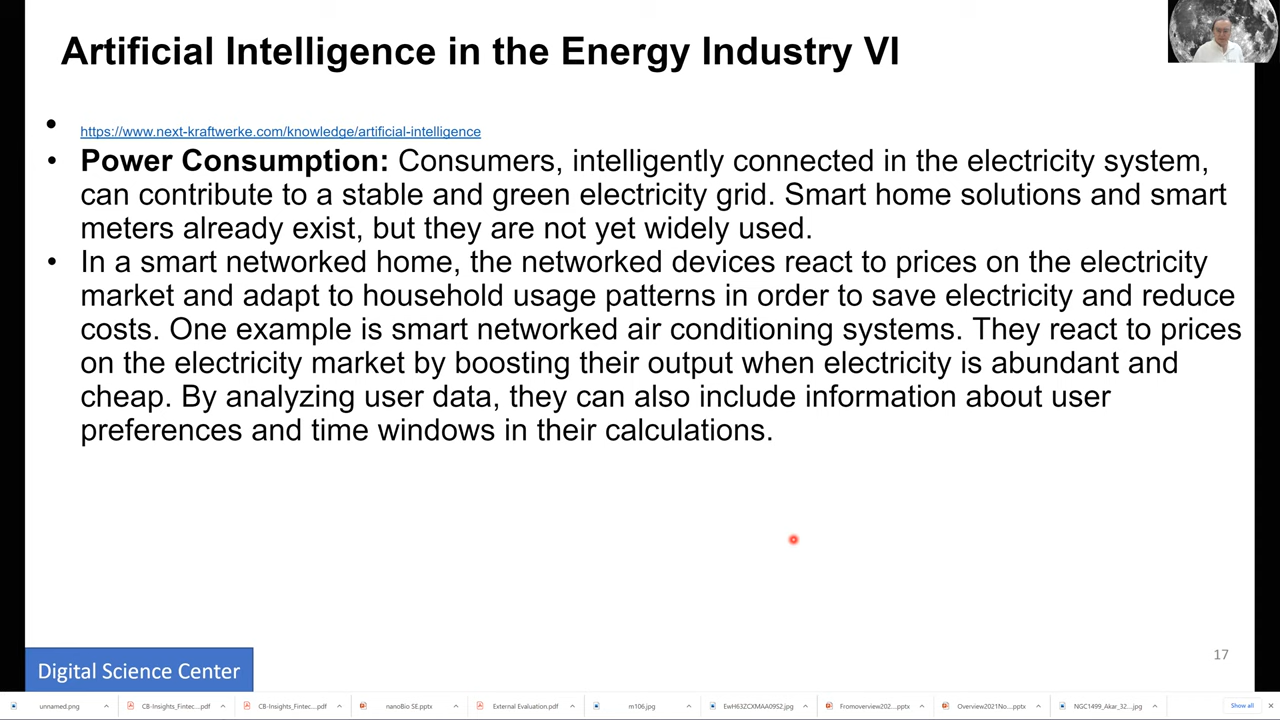 Artificial Intelligence in the Energy Industry VI
• https://www.next-kraftwerke.com/knowledge/artificial-intelligence
• Power Consumption: Consumers, intelligently connected in the electricity system,
can contribute to a stable and green electricity grid. Smart home solutions and smart
meters already exist, but they are not yet widely used.
• In a smart networked home, the networked devices react to prices on the electricity
market and adapt to household usage patterns in order to save electricity and reduce
costs. One example is smart networked air conditioning systems. They react to prices
on the electricity market by boosting their output when electricity is abundant and
cheap. By analyzing user data, they can also include information about user
preferences and time windows in their calculations.
17
Digital Science Center
unnamed.png CB-Insights_Fintec....pdf CB-Insights_Fintec....pdf nanoBio SE.pptx External Evaluation.pdf m106.jpg EwH63ZCXMAA09S2.jpg Fromoverview202....pptx Overview2021No....pptx NGC1499_Akar_32....jpg Show all